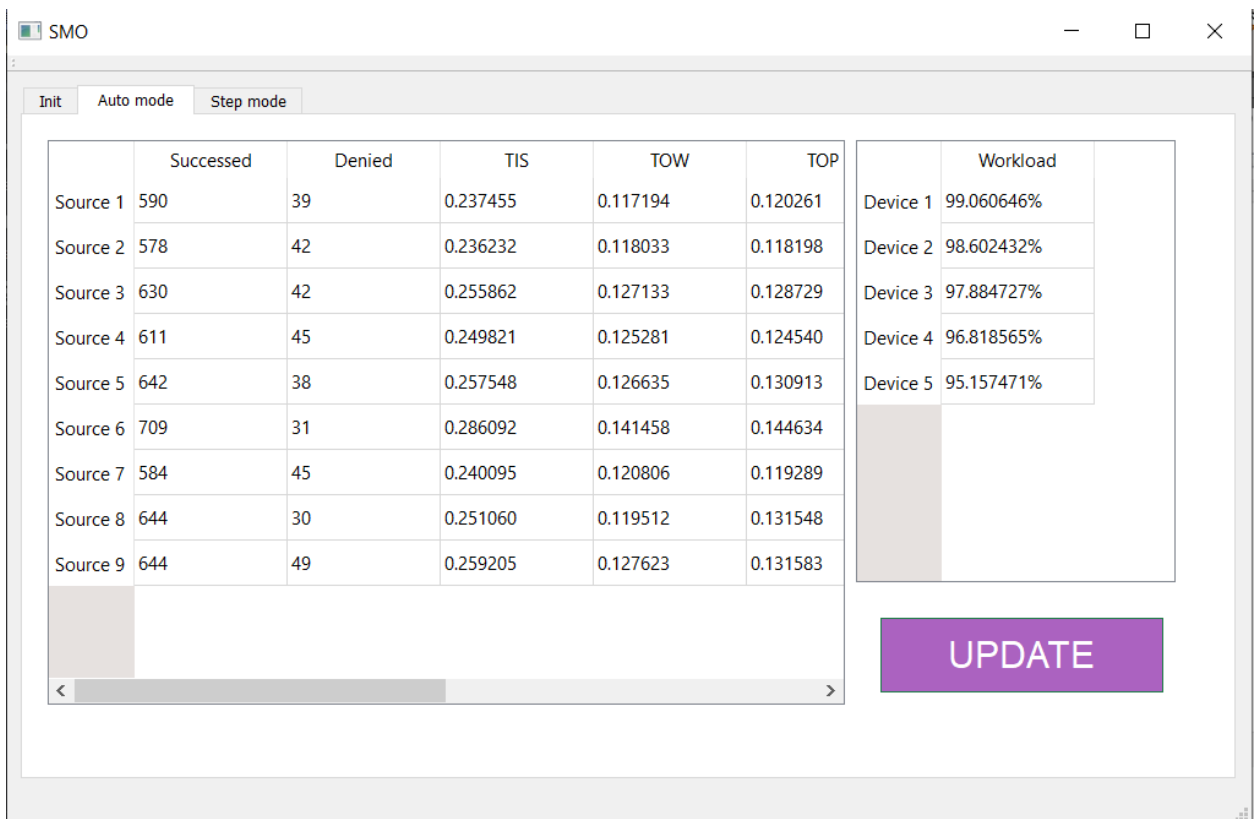 SMO
Init Auto mode Step mode
Successed Denied TIS TOW TOP Workload
Source 1 590 39 0.237455 0.117194 0.120261 Device 1 99.060646%
Source 2 578 42 0.236232 0.118033 0.118198 Device 2 98.602432%
Source 3 630 42 0.255862 0.127133 0.128729 Device 3 97.884727%
Source 4 611 45 0.249821 0.125281 0.124540 Device 4 96.818565%
Source 5 642 38 0.257548 0.126635 0.130913 Device 5 95.157471%
Source 6 709 31 0.286092 0.141458 0.144634
Source 7 584 45 0.240095 0.120806 0.119289
Source 8 644 30 0.251060 0.119512 0.131548
Source 9 644 49 0.259205 0.127623 0.131583
UPDATE